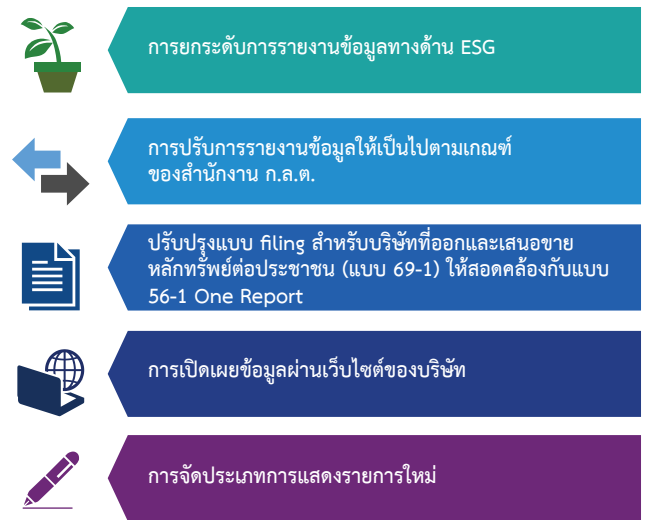 การยกระดับการรายงานข้อมูลทางด้าน ESG
การปรับการรายงานข้อมูลให้เป็นไปตามเกณฑ์
ของสำนักงาน ก.ล.ต.
ปรับปรุงแบบ filing สำหรับบริษัทที่ออกและเสนอขาย
หลักทรัพย์ต่อประชาชน (แบบ 69-1) ให้สอดคล้องกับแบบ
56-1 One Report
การเปิดเผยข้อมูลผ่านเว็บไซต์ของบริษัท
การจัดประเภทการแสดงรายการใหม่